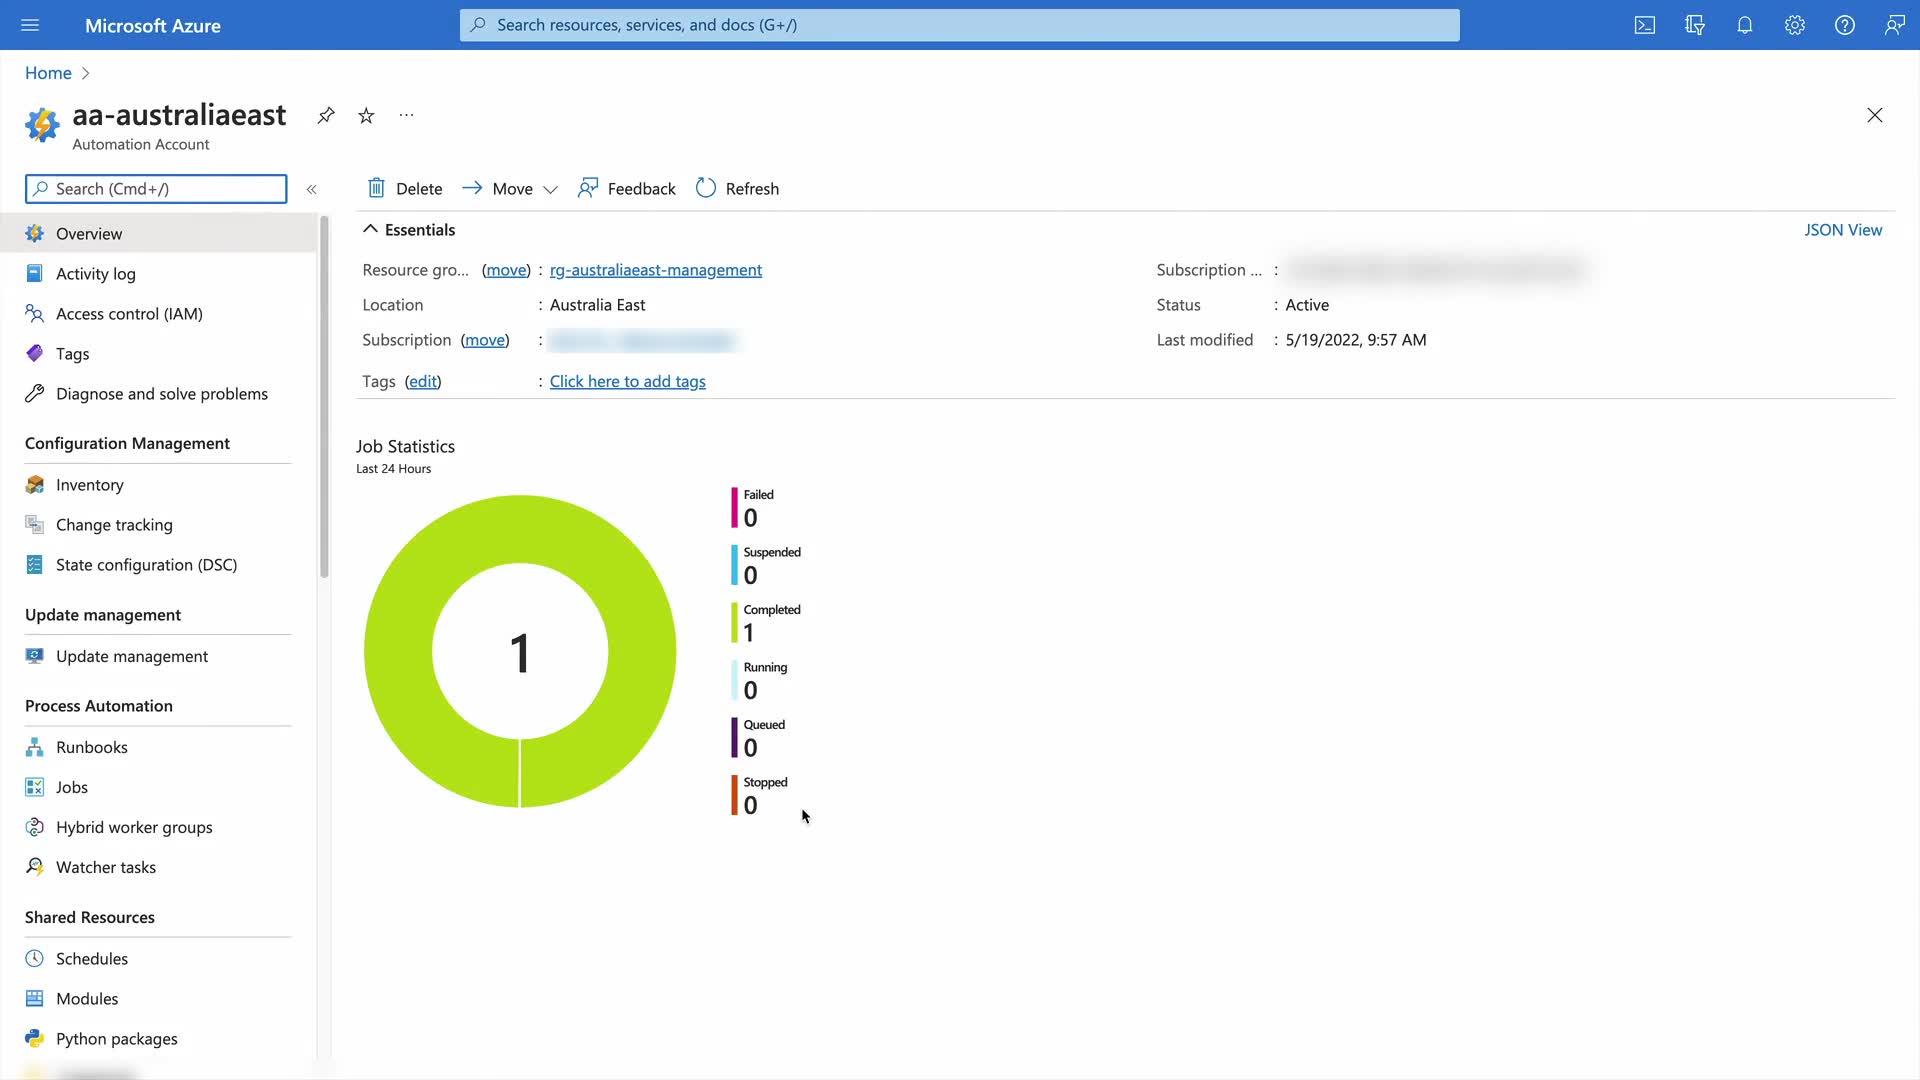 Microsoft Azure
Search resources, services, and docs (G+/)
Home
aa-australiaeast
...
Automation Account
Search (Cmd+/)
«
Delete
Move
Feedback
Refresh
Overview
Activity log
Access control (IAM)
Tags
Diagnose and solve problems
Configuration Management
Inventory
Change tracking
State configuration (DSC)
Update management
Update management
Process Automation
Runbooks
Jobs
Hybrid worker groups
Watcher tasks
Shared Resources
Schedules
Modules
Python packages
Essentials
JSON View
Resource gro... (move) : rg-australiaeast-management
Location : Australia East
Subscription (move) :
Tags (edit) : Click here to add tags
Subscription ... :
Status : Active
Last modified : 5/19/2022, 9:57 AM
Job Statistics
Last 24 Hours
1
Failed
0
Suspended
0
Completed
1
Running
0
Queued
0
Stopped
0